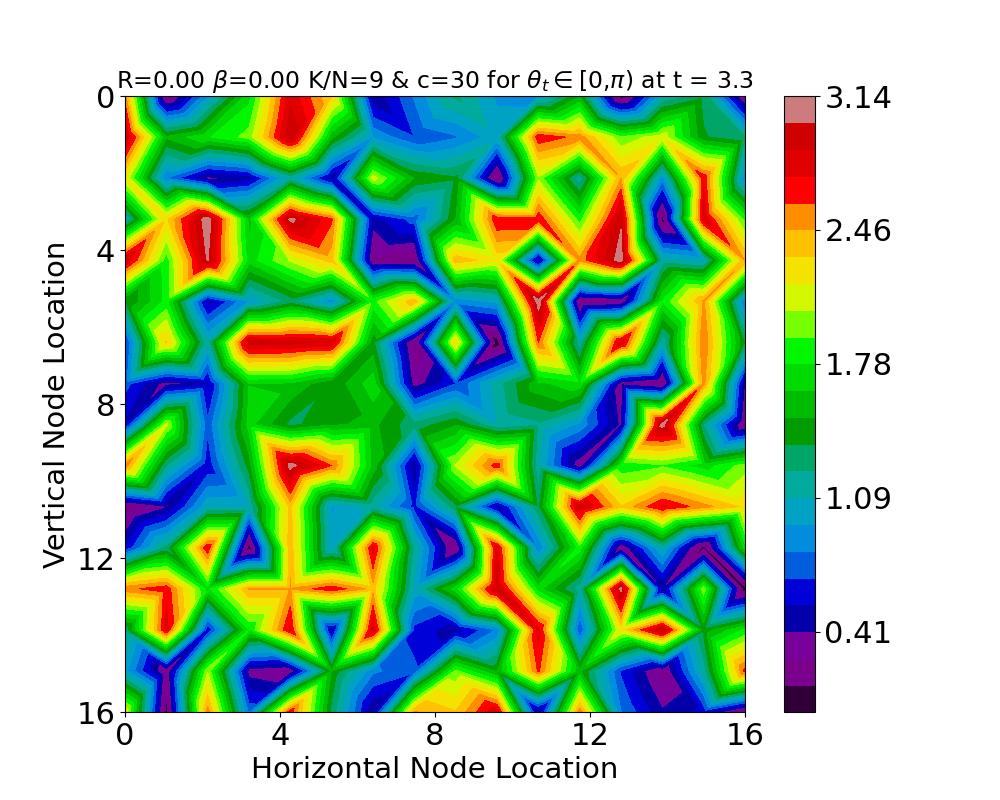 R=0.00 β=0.00 K/N=9 & c=30 for θ_t ∈ [0,π) at t = 3.3
0
4
8
12
16
Vertical Node Location
0 4 8 12 16
Horizontal Node Location
3.14
2.46
1.78
1.09
0.41